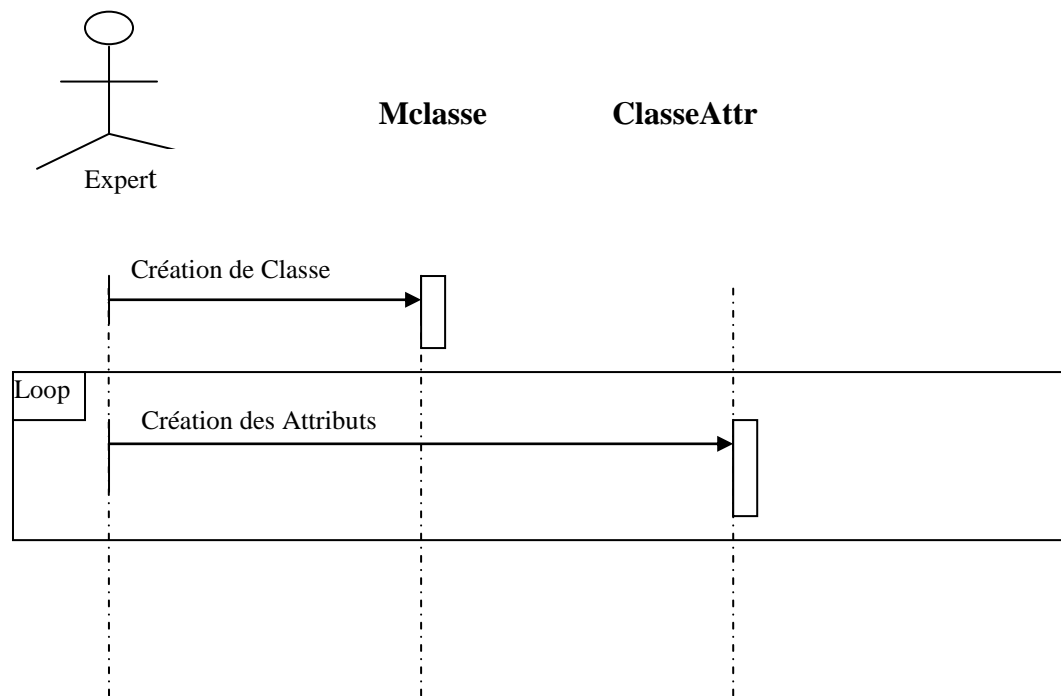 Mclasse
ClasseAttr
Expert
Création de Classe
Loop
Création des Attributs